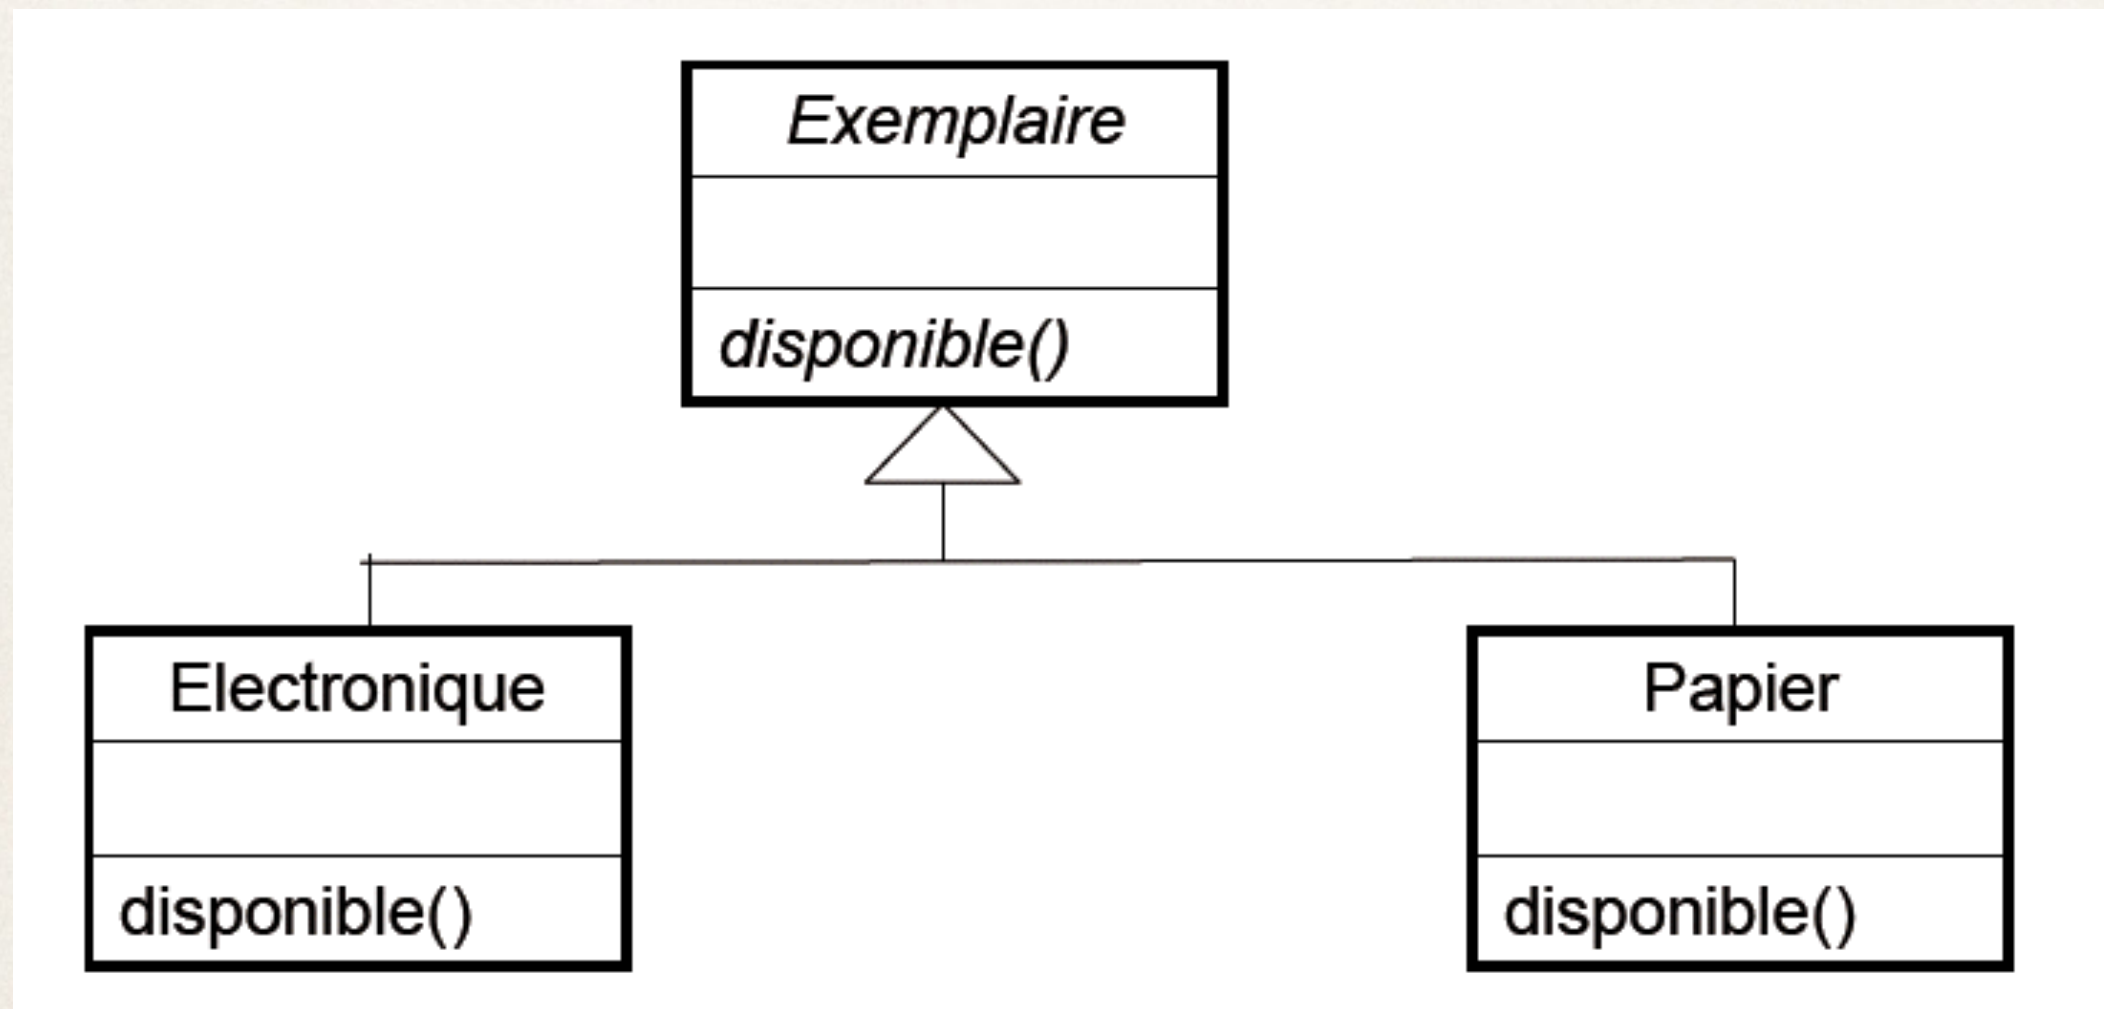 Exemplaire
disponible()
Electronique
disponible()
Papier
disponible()